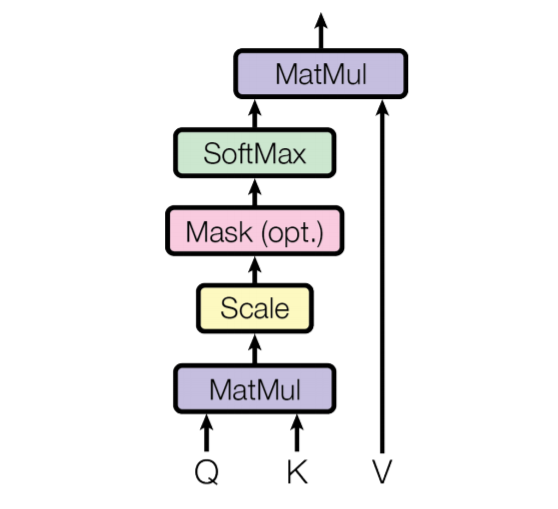 MatMul
SoftMax
Mask (opt.)
Scale
MatMul
Q K V